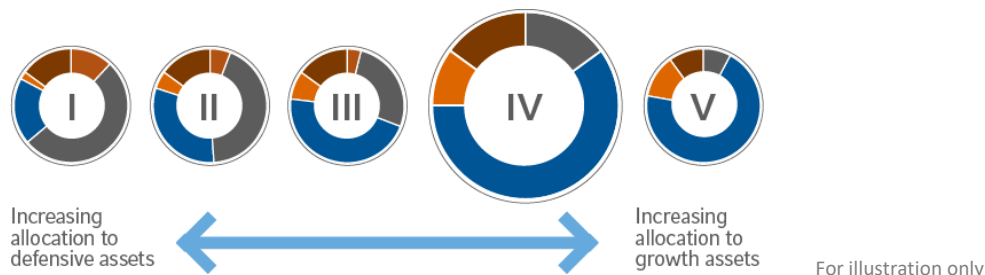 I
II
III
IV
V
Increasing
allocation to
defensive assets
Increasing
allocation to
growth assets
For illustration only